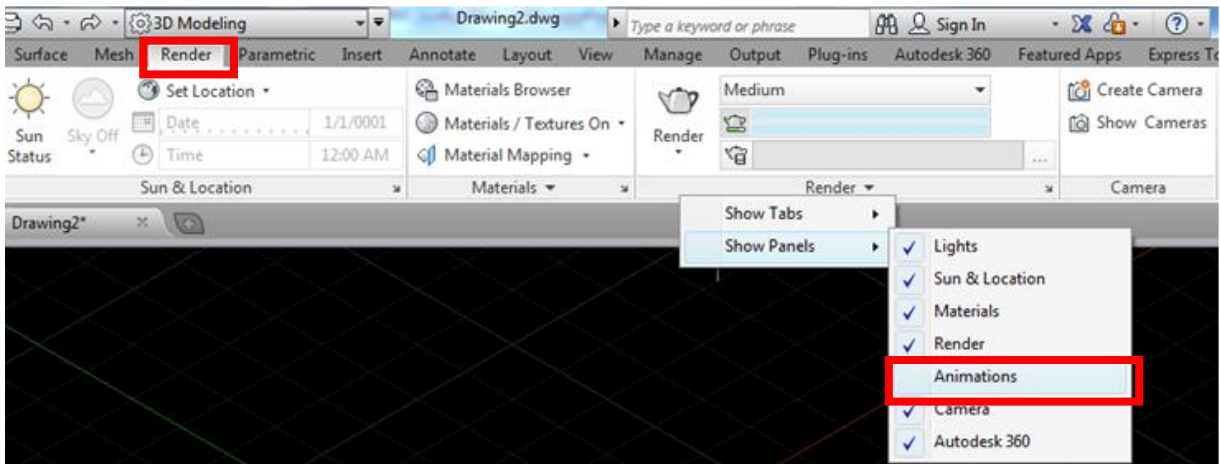 3D Modeling Drawing2.dwg Type a keyword or phrase Sign In
Surface Mesh Render Parametric Insert Annotate Layout View Manage Output Plug-ins Autodesk 360 Featured Apps Express
Set Location Materials Browser Medium Create Camera
Sun Status Sky Off Date 1/1/0001 Materials / Textures On Render Show Cameras
Time 12:00 AM Material Mapping ...
Sun & Location Materials Render Camera
Drawing2*
Show Tabs
Show Panels
Lights
Sun & Location
Materials
Render
Animations
Camera
Autodesk 360